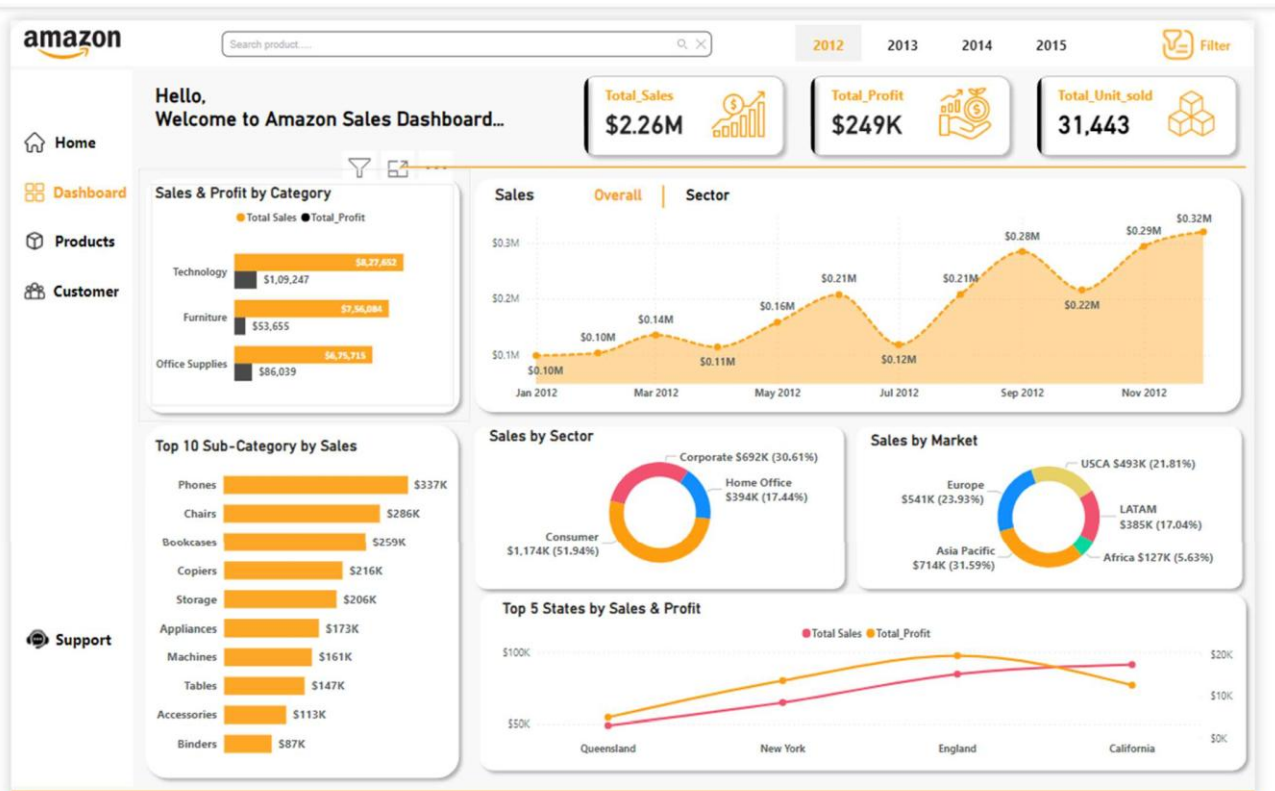 amazon
Search product.....
2012
2013
2014
2015
Filter
Home
Dashboard
Products
Customer
Support
Hello,
Welcome to Amazon Sales Dashboard...
Total_Sales
$2.26M
Total_Profit
$249K
Total_Unit_sold
31,443
Sales & Profit by Category
Total Sales Total_Profit
Technology
$8,27,652
$1,09,247
Furniture
$7,56,084
$53,655
Office Supplies
$6,75,715
$86,039
Sales
Overall
Sector
$0.3M
$0.2M
$0.1M
$0.10M
$0.10M
$0.14M
$0.11M
$0.16M
$0.21M
$0.12M
$0.21M
$0.28M
$0.22M
$0.29M
$0.32M
Jan 2012
Mar 2012
May 2012
Jul 2012
Sep 2012
Nov 2012
Top 10 Sub-Category by Sales
Phones $337K
Chairs $286K
Bookcases $259K
Copiers $216K
Storage $206K
Appliances $173K
Machines $161K
Tables $147K
Accessories $113K
Binders $87K
Sales by Sector
Corporate $692K (30.61%)
Home Office
$394K (17.44%)
Consumer
$1,174K (51.94%)
Sales by Market
USCA $493K (21.81%)
Europe
$541K (23.93%)
LATAM
$385K (17.04%)
Asia Pacific
$714K (31.59%)
Africa $127K (5.63%)
Top 5 States by Sales & Profit
Total Sales Total_Profit
$100K
$50K
$20K
$10K
$0K
Queensland
New York
England
California